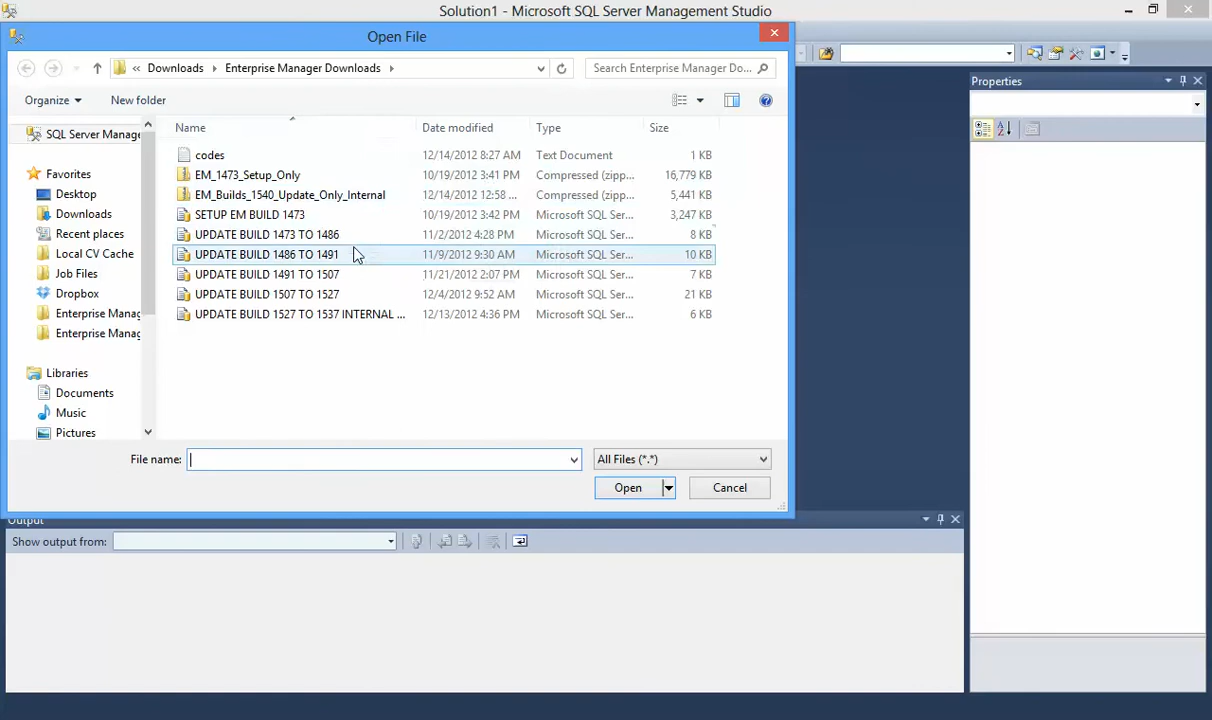 Solution1 - Microsoft SQL Server Management Studio
Open File
Downloads
Enterprise Manager Downloads
Search Enterprise Manager Do...
Organize
New folder
Name
Date modified
Type
Size
SQL Server Manage
Favorites
Desktop
Downloads
Recent places
Local CV Cache
Job Files
Dropbox
Enterprise Manag
Enterprise Manag
Libraries
Documents
Music
Pictures
codes 12/14/2012 8:27 AM Text Document 1 KB
EM_1473_Setup_Only 10/19/2012 3:41 PM Compressed (zipp... 16,779 KB
EM_Builds_1540_Update_Only_Internal 12/14/2012 12:58 ... Compressed (zipp... 5,441 KB
SETUP EM BUILD 1473 10/19/2012 3:42 PM Microsoft SQL Ser... 3,247 KB
UPDATE BUILD 1473 TO 1486 11/2/2012 4:28 PM Microsoft SQL Ser... 8 KB
UPDATE BUILD 1486 TO 1491 11/9/2012 9:30 AM Microsoft SQL Ser... 10 KB
UPDATE BUILD 1491 TO 1507 11/21/2012 2:07 PM Microsoft SQL Ser... 7 KB
UPDATE BUILD 1507 TO 1527 12/4/2012 9:52 AM Microsoft SQL Ser... 21 KB
UPDATE BUILD 1527 TO 1537 INTERNAL ... 12/13/2012 4:36 PM Microsoft SQL Ser... 6 KB
File name:
All Files (*.*)
Open
Cancel
Properties
Output
Show output from: